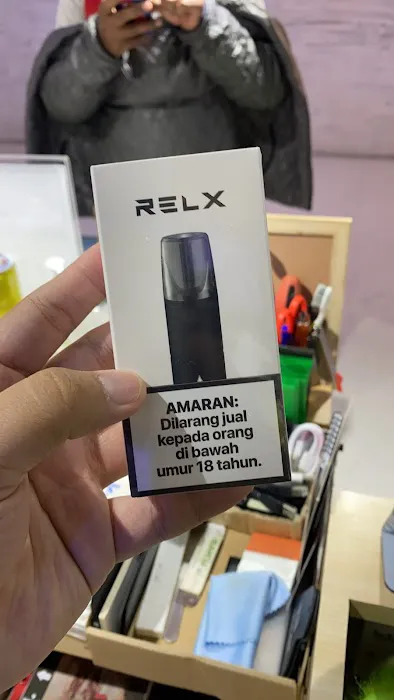 RELX
AMARAN:
Dilarang jual
kepada orang
di bawah
umur 18 tahun.